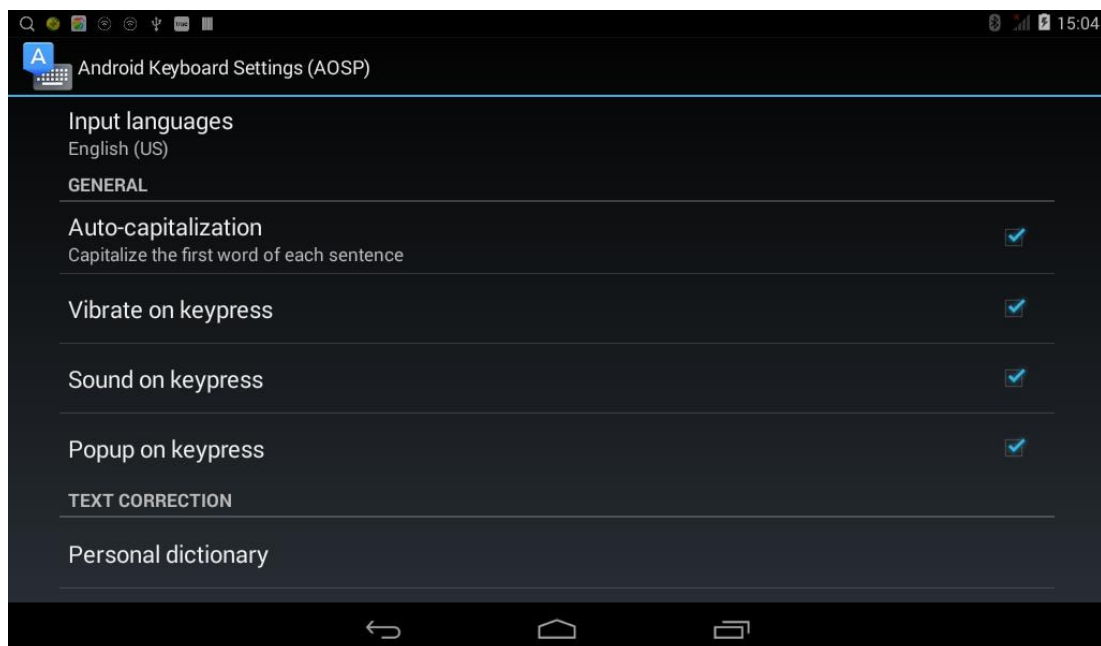 15:04
A
Android Keyboard Settings (AOSP)
Input languages
English (US)
GENERAL
Auto-capitalization
Capitalize the first word of each sentence
Vibrate on keypress
Sound on keypress
Popup on keypress
TEXT CORRECTION
Personal dictionary